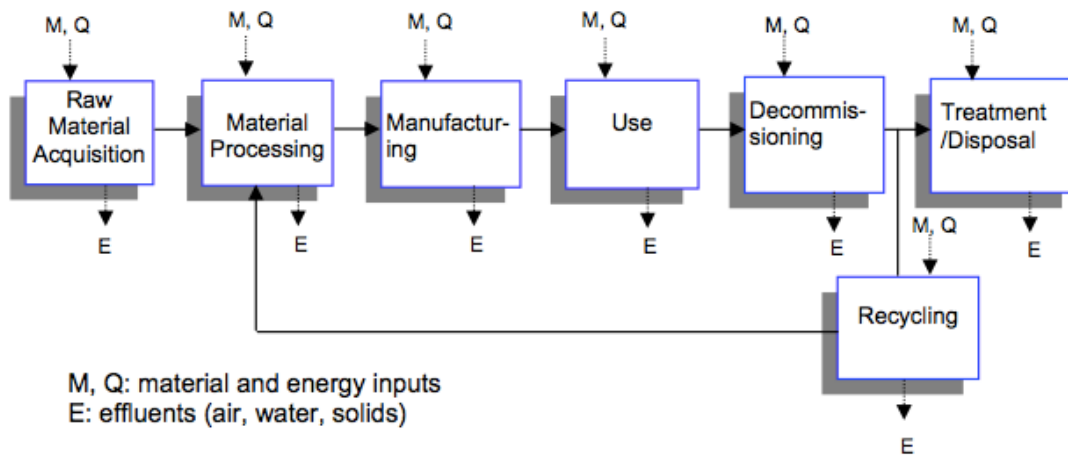 M, Q
M, Q
M, Q
M, Q
M, Q
M, Q
Raw
Material
Acquisition
Material
Processing
Manufactur-
ing
Use
Decommis-
sioning
Treatment
/Disposal
E
E
E
E
E
E
M, Q
Recycling
E
M, Q: material and energy inputs
E: effluents (air, water, solids)